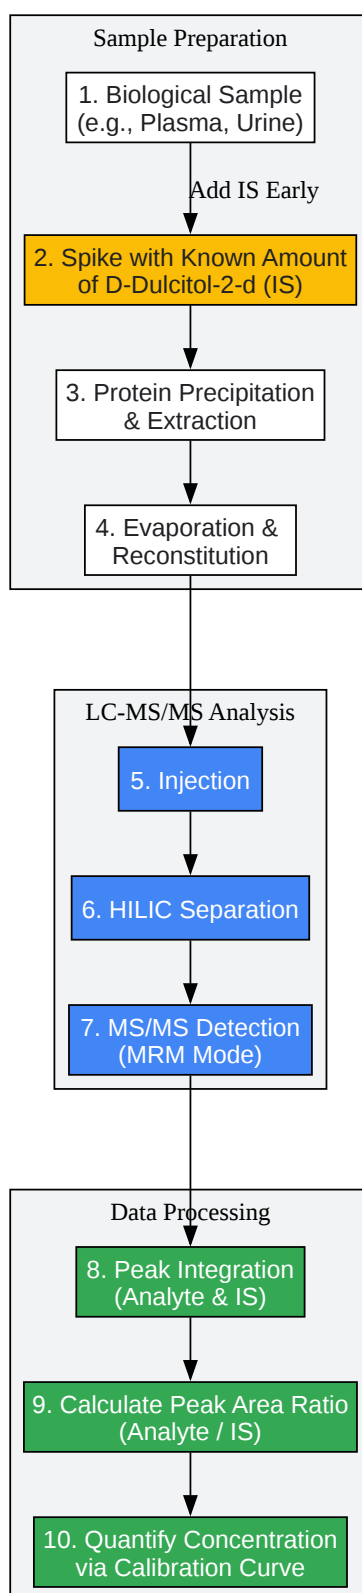 Sample Preparation
1. Biological Sample
(e.g., Plasma, Urine)
Add IS Early
2. Spike with Known Amount
of D-Dulcitol-2-d (IS)
3. Protein Precipitation
& Extraction
4. Evaporation &
Reconstitution
LC-MS/MS Analysis
5. Injection
6. HILIC Separation
7. MS/MS Detection
(MRM Mode)
Data Processing
8. Peak Integration
(Analyte & IS)
9. Calculate Peak Area Ratio
(Analyte / IS)
10. Quantify Concentration
via Calibration Curve